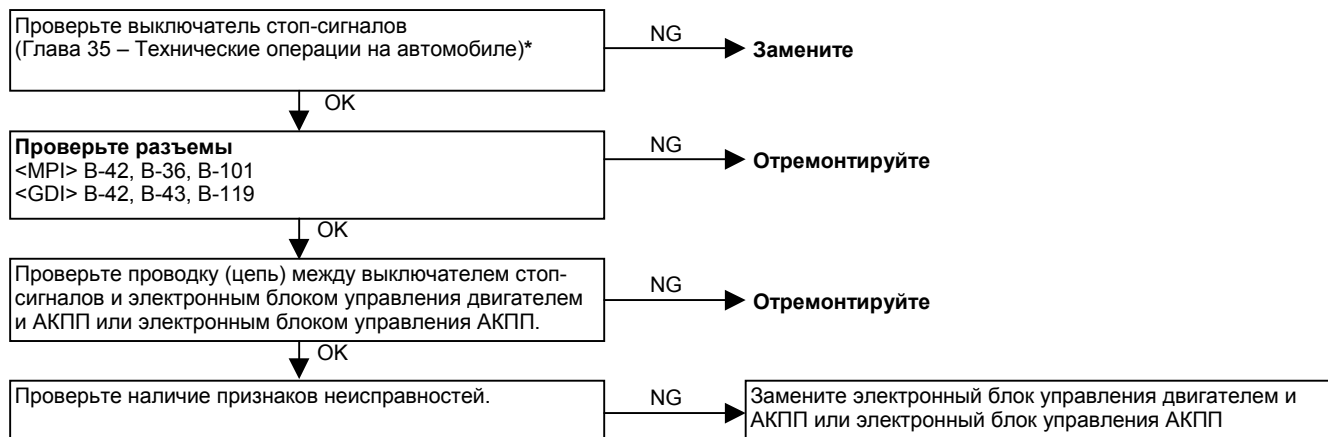 Проверьте выключатель стоп-сигналов
(Глава 35 – Технические операции на автомобиле)*
NG
Замените
OK
Проверьте разъемы
<MPI> B-42, B-36, B-101
<GDI> B-42, B-43, B-119
NG
Отремонтируйте
OK
Проверьте проводку (цепь) между выключателем стоп-
сигналов и электронным блоком управления двигателем
и АКПП или электронным блоком управления АКПП.
NG
Отремонтируйте
OK
Проверьте наличие признаков неисправностей.
NG
Замените электронный блок управления двигателем и
АКПП или электронный блок управления АКПП